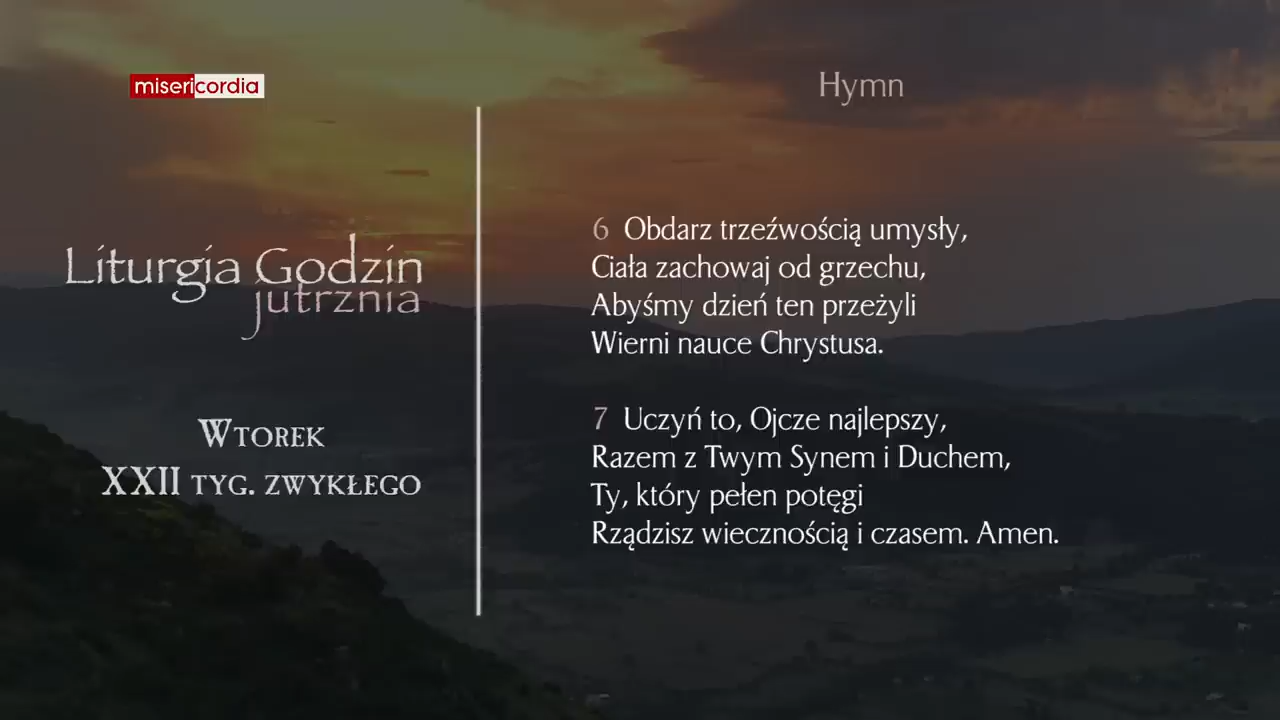 misericordia
Liturgia Godzin
jutrznia
Wtorek
XXII tyg. zwykłego
Hymn
6 Obdarz trzeźwością umysły,
Ciała zachowaj od grzechu,
Abyśmy dzień ten przeżyli
Wierni nauce Chrystusa.
7 Uczyń to, Ojcze najlepszy,
Razem z Twym Synem i Duchem,
Ty, który pełen potęgi
Rządzisz wiecznością i czasem. Amen.